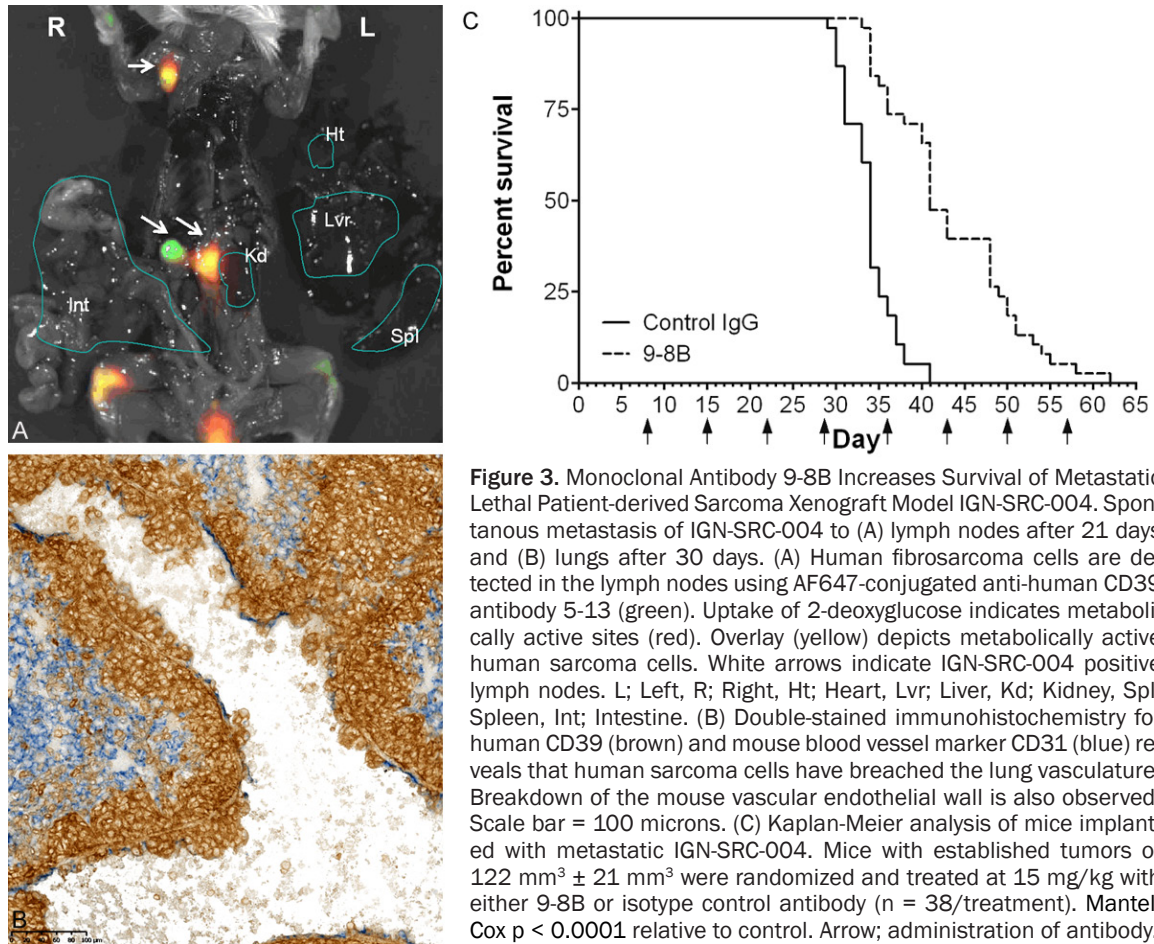 R
L
Ht
Lvr
Kd
Int
Spl
A
C
100
75
50
25
0
Percent survival
Control IgG
9-8B
0 5 10 15 20 25 30 35 40 45 50 55 60 65
Day
B
100 µm
Figure 3. Monoclonal Antibody 9-8B Increases Survival of Metastatic
Lethal Patient-derived Sarcoma Xenograft Model IGN-SRC-004. Spon-
tanous metastasis of IGN-SRC-004 to (A) lymph nodes after 21 days
and (B) lungs after 30 days. (A) Human fibrosarcoma cells are de-
tected in the lymph nodes using AF647-conjugated anti-human CD39
antibody 5-13 (green). Uptake of 2-deoxyglucose indicates metaboli-
cally active sites (red). Overlay (yellow) depicts metabolically active
human sarcoma cells. White arrows indicate IGN-SRC-004 positive
lymph nodes. L; Left, R; Right, Ht; Heart, Lvr; Liver, Kd; Kidney, Spl
Spleen, Int; Intestine. (B) Double-stained immunohistochemistry fo
human CD39 (brown) and mouse blood vessel marker CD31 (blue) re
veals that human sarcoma cells have breached the lung vasculature
Breakdown of the mouse vascular endothelial wall is also observed
Scale bar = 100 microns. (C) Kaplan-Meier analysis of mice implant
ed with metastatic IGN-SRC-004. Mice with established tumors o
122 mm³ ± 21 mm³ were randomized and treated at 15 mg/kg with
either 9-8B or isotype control antibody (n = 38/treatment). Mantel
Cox p < 0.0001 relative to control. Arrow; administration of antibody.